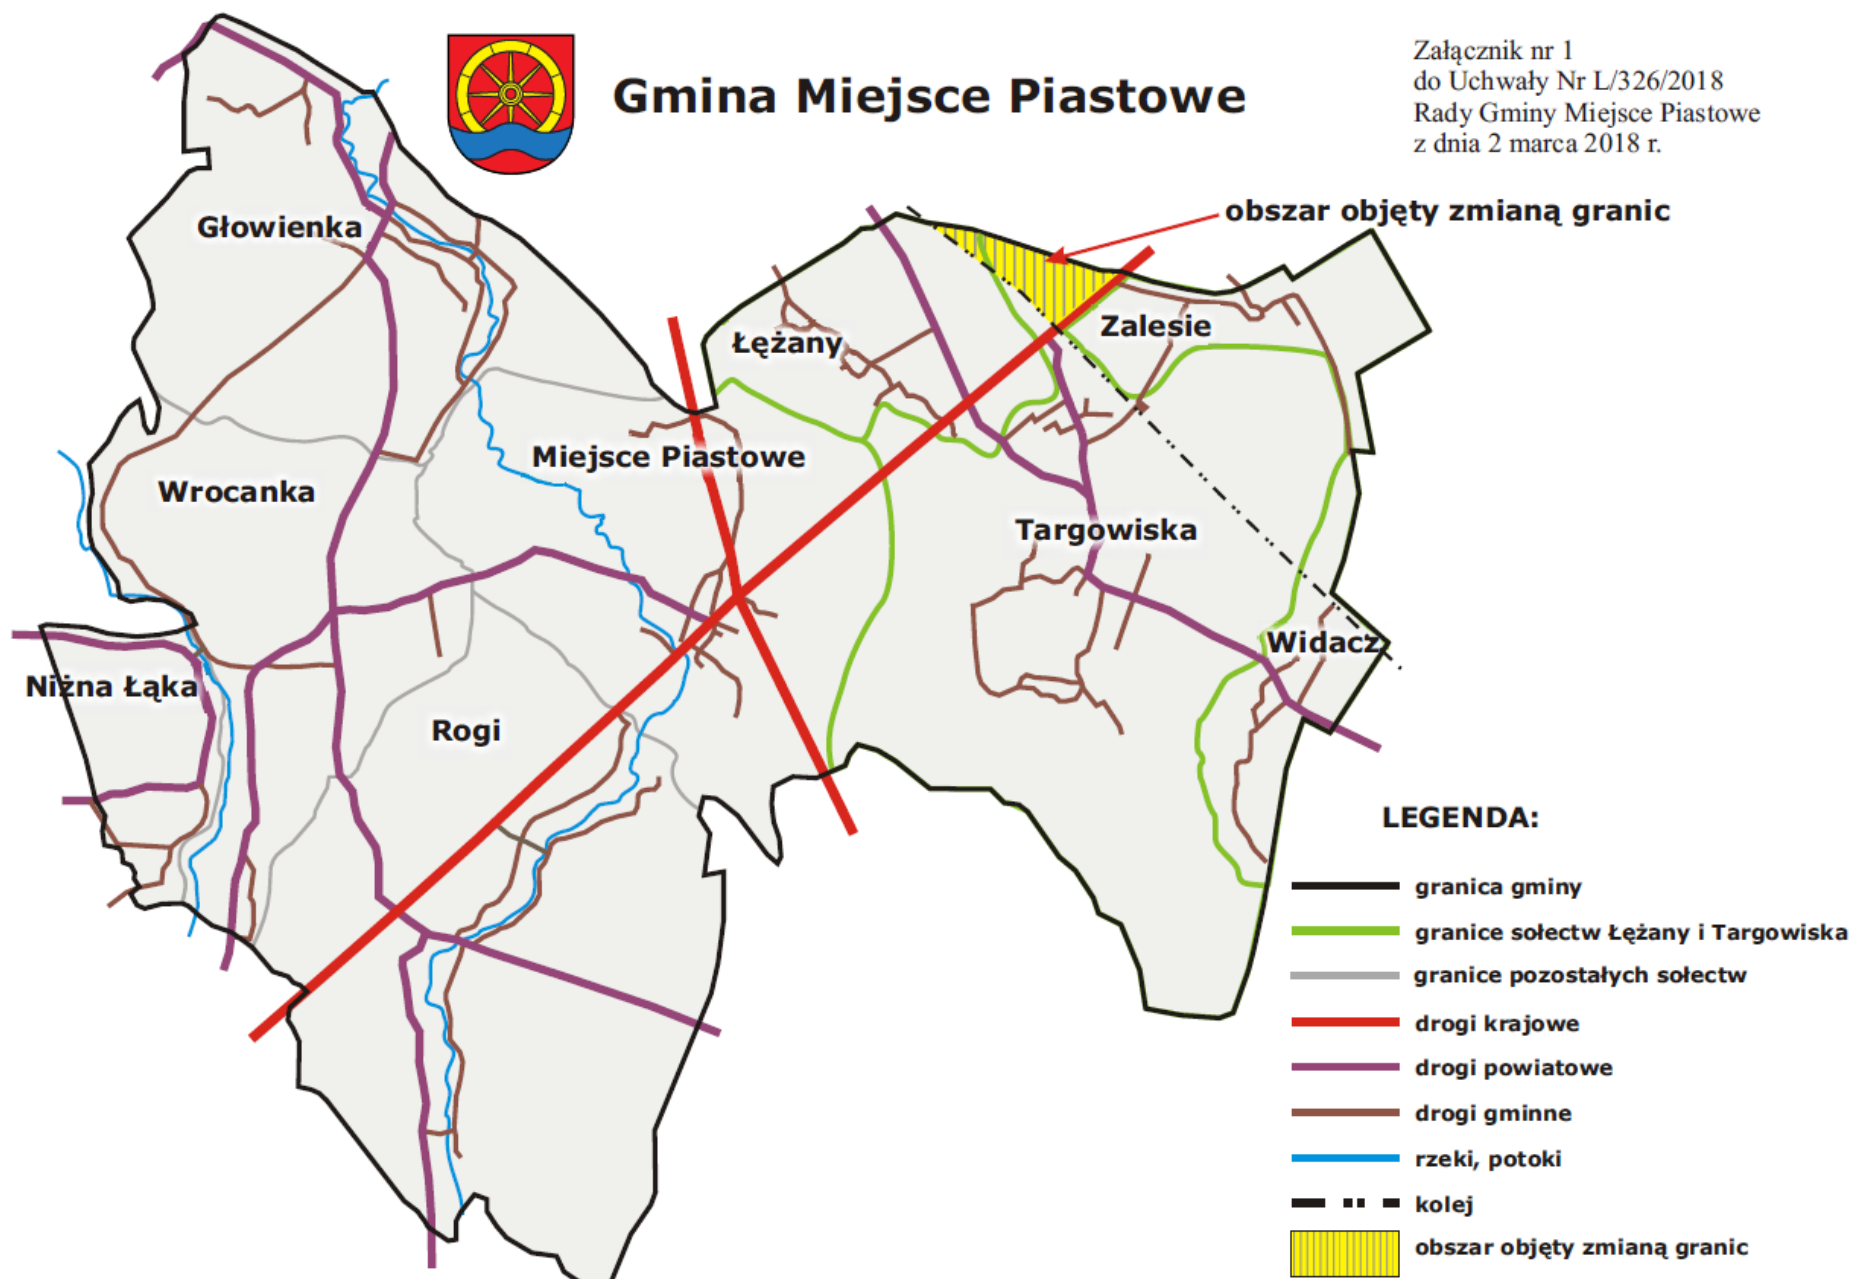 Gmina Miejsce Piastowe
Załącznik nr 1
do Uchwały Nr L/326/2018
Rady Gminy Miejsce Piastowe
z dnia 2 marca 2018 r.
obszar objęty zmianą granic
Głowienka
Łężany
Zalesie
Miejsce Piastowe
Wrocanka
Targowiska
Widacz
Niżna Łąka
Rogi
LEGENDA:
granica gminy
granice sołectw Łężany i Targowiska
granice pozostałych sołectw
drogi krajowe
drogi powiatowe
drogi gminne
rzeki, potoki
kolej
obszar objęty zmianą granic